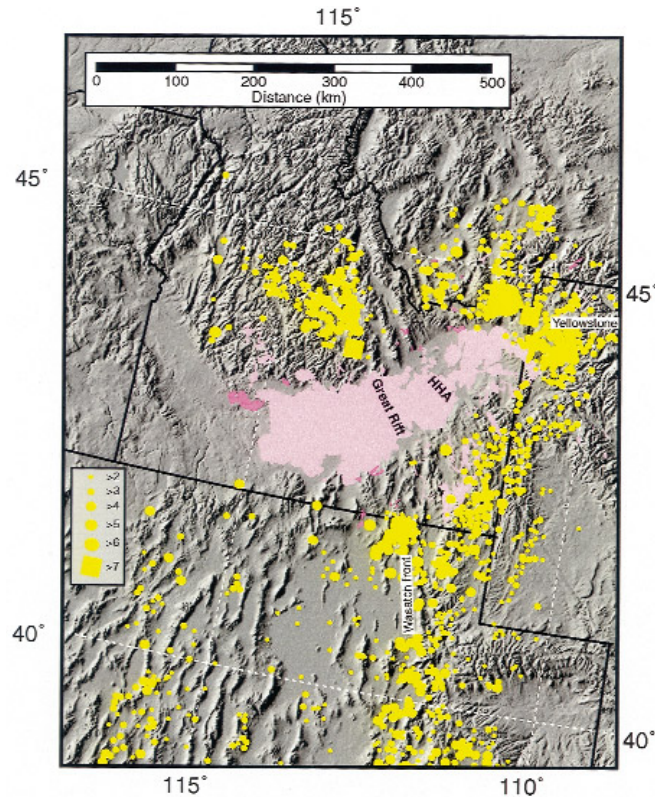 115°
0 100 200 300 400 500
Distance (km)
45°
45°
Yellowstone
HHA
Great Rift
>2
>3
>4
>5
>6
>7
Wasatch front
40°
40°
115°
110°